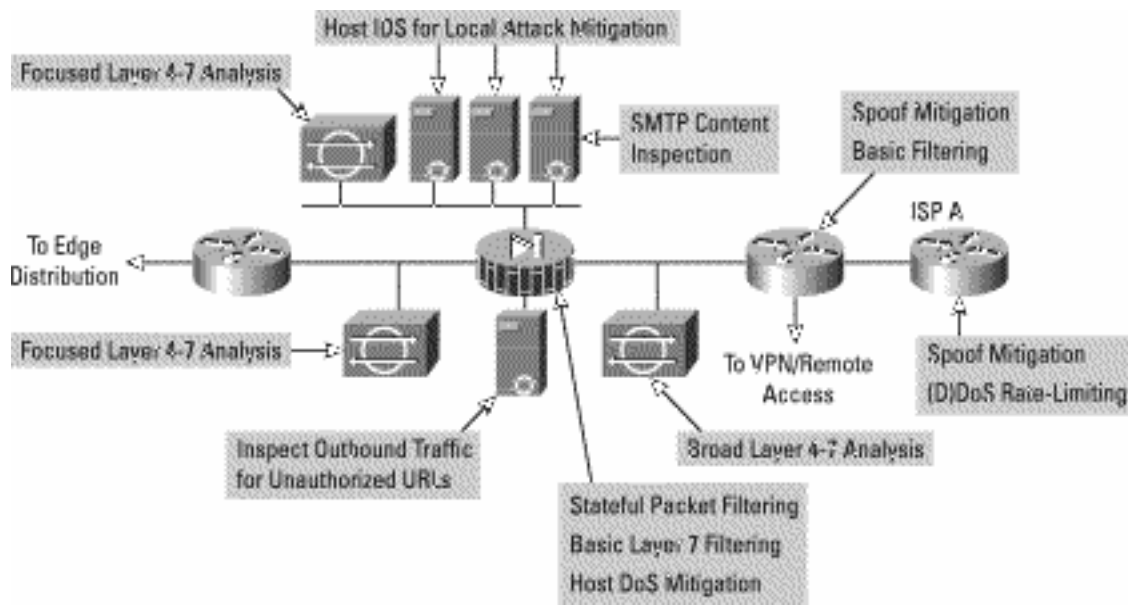 Host IDS for Local Attack Mitigation
Focused Layer 4-7 Analysis
SMTP Content
Inspection
Spoof Mitigation
Basic Filtering
ISP A
To Edge
Distribution
Focused Layer 4-7 Analysis
To VPN/Remote
Access
Spoof Mitigation
(D)DoS Rate-Limiting
Inspect Outbound Traffic
for Unauthorized URLs
Broad Layer 4-7 Analysis
Stateful Packet Filtering
Basic Layer 7 Filtering
Host DoS Mitigation